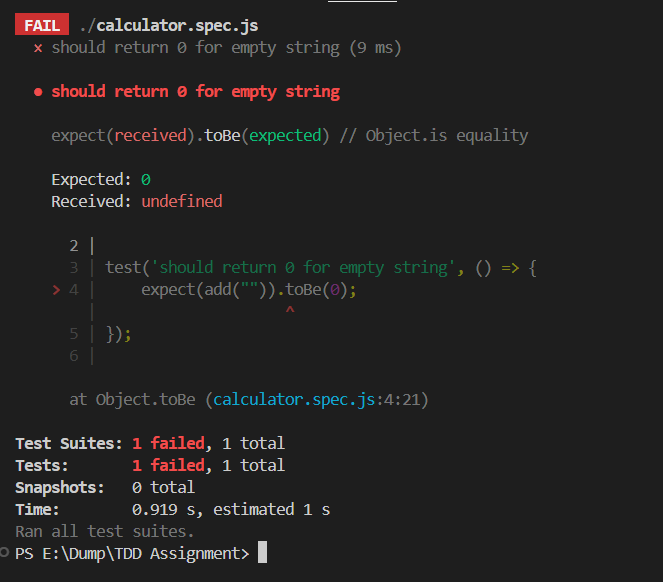 FAIL ./calculator.spec.js
× should return 0 for empty string (9 ms)
● should return 0 for empty string
expect(received).toBe(expected) // Object.is equality
Expected: 0
Received: undefined
2 |
3 | test('should return 0 for empty string', () => {
> 4 |     expect(add("")).toBe(0);
|                     ^
5 | });
6 |
at Object.toBe (calculator.spec.js:4:21)
Test Suites: 1 failed, 1 total
Tests:       1 failed, 1 total
Snapshots:   0 total
Time:        0.919 s, estimated 1 s
Ran all test suites.
PS E:\Dump\TDD Assignment>